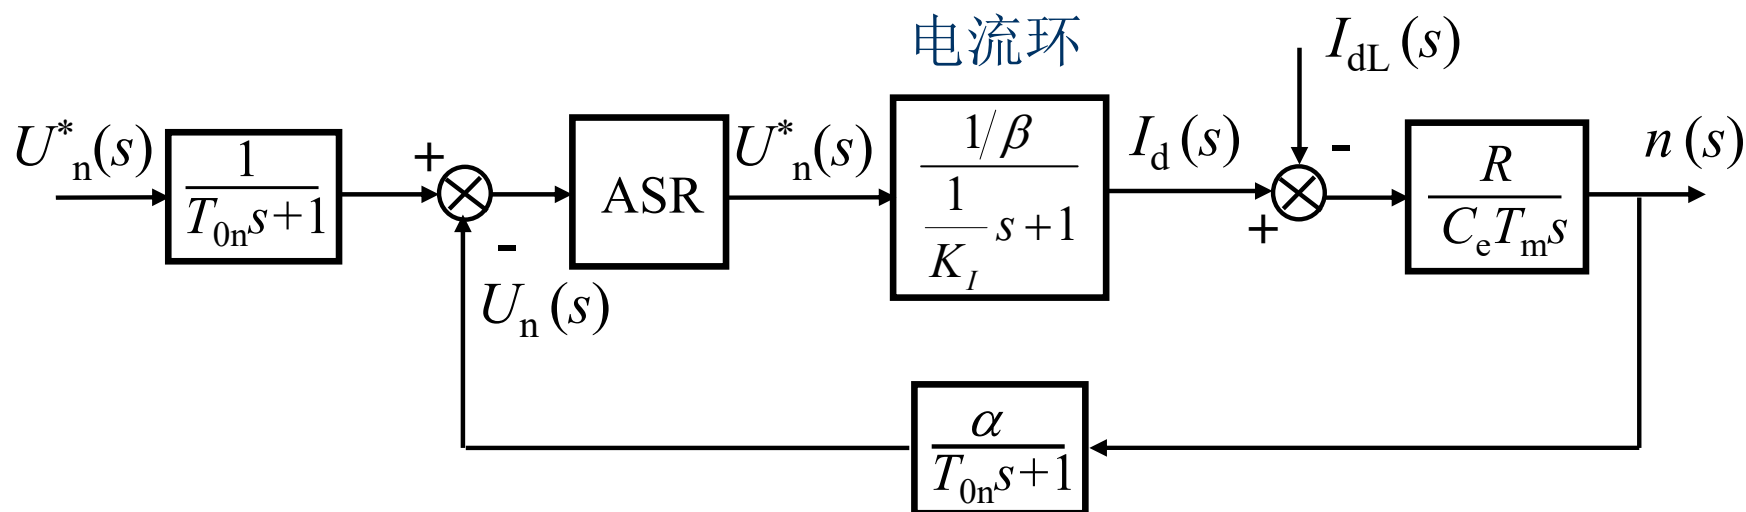 电流环
I_dL (s)
U*_n(s)
1
T_0n s+1
+
-
U_n (s)
ASR
U*_n(s)
1/β
1
K_I
s+1
I_d (s)
+
-
R
C_e T_m s
n (s)
α
T_0n s+1